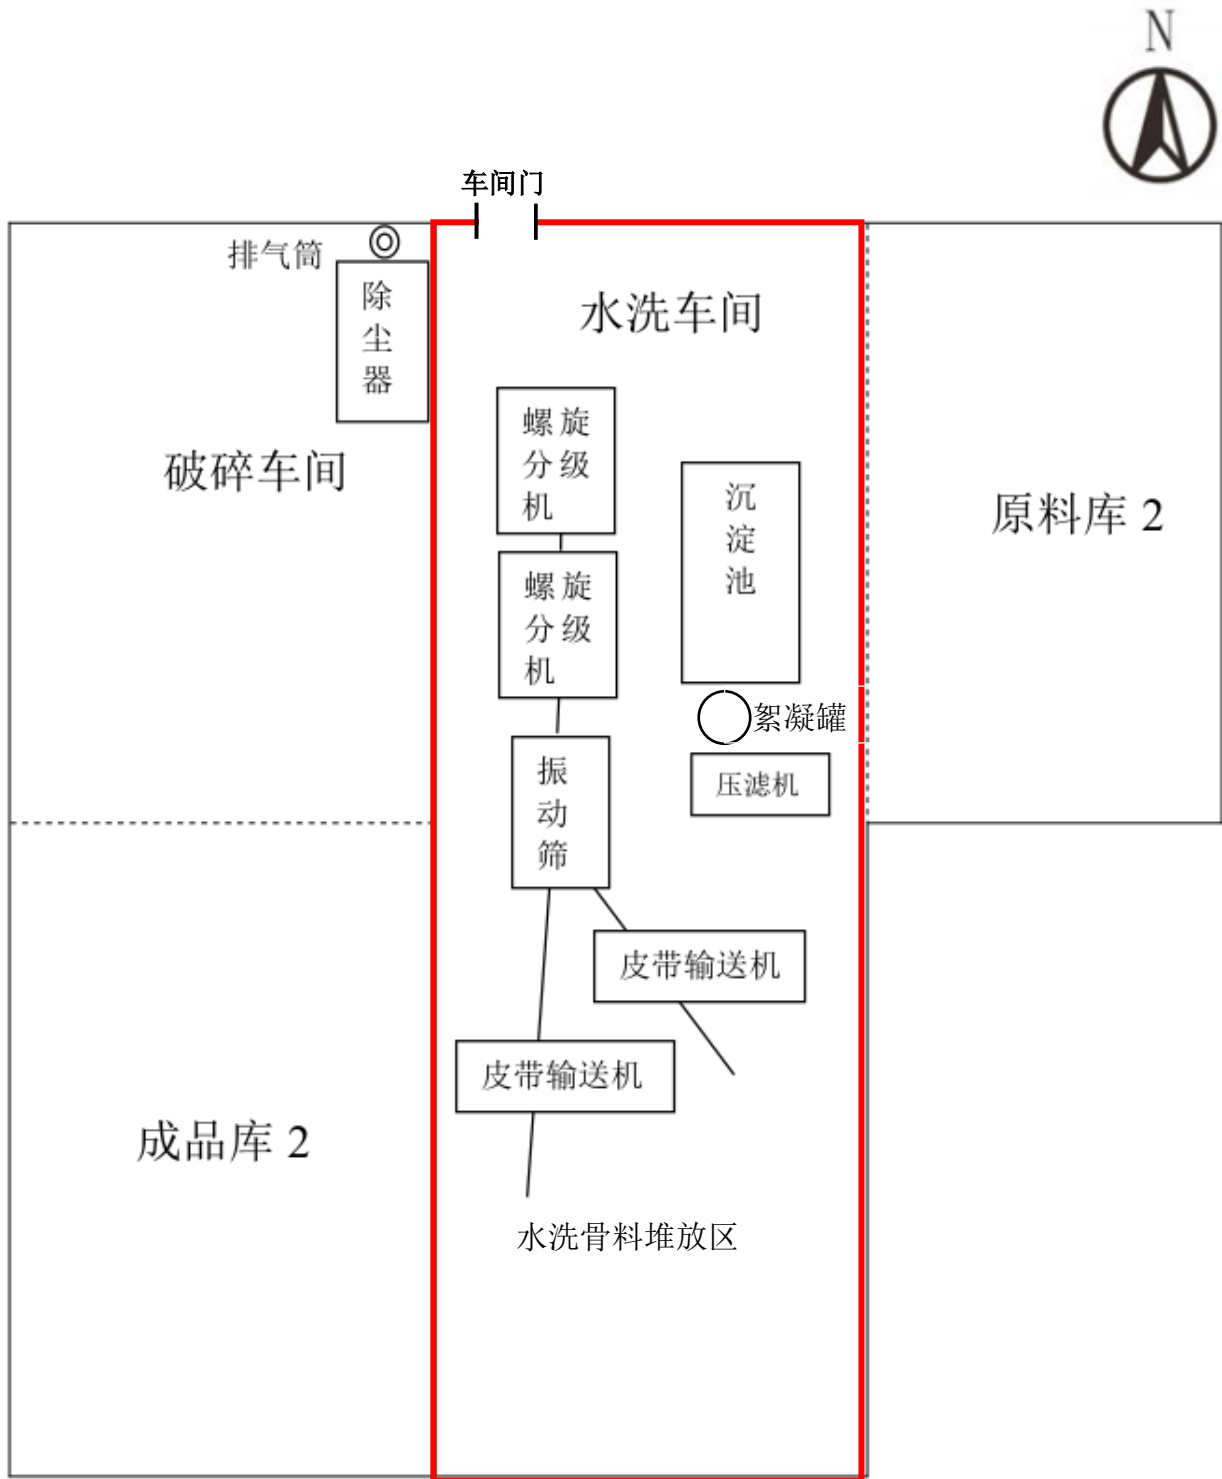 N
车间门
排气筒
除
尘
器
水洗车间
破碎车间
螺旋
分级
机
沉
淀
池
原料库 2
螺旋
分级
机
絮凝罐
振
动
筛
压滤机
皮带输送机
皮带输送机
成品库 2
水洗骨料堆放区